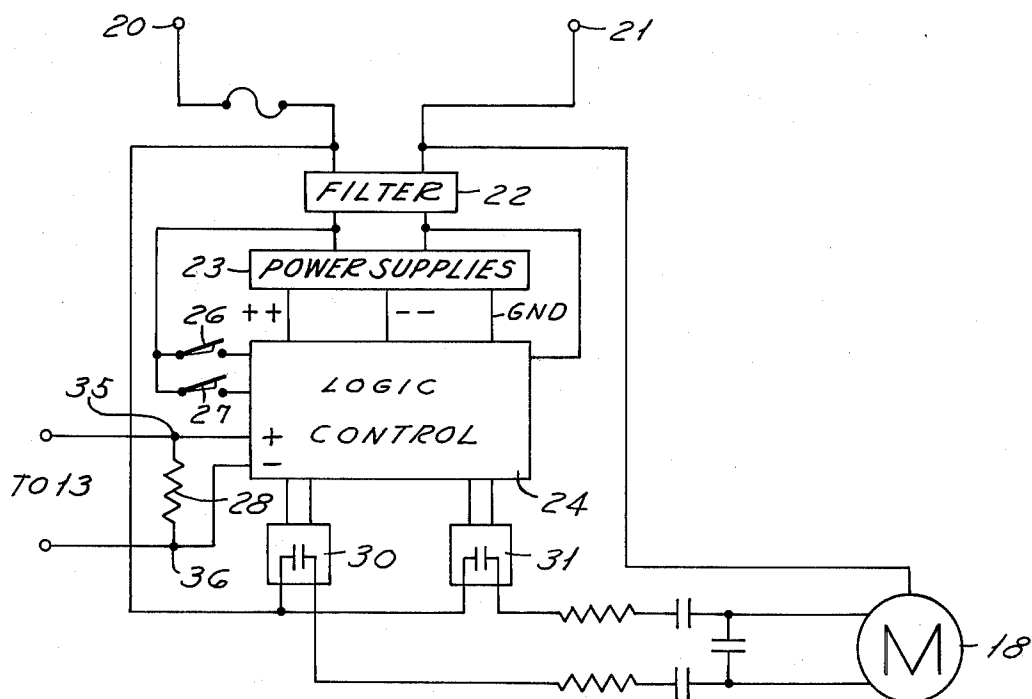 20
21
FILTER
22
23
POWER SUPPLIES
26
++
--
GND
27
LOGIC
CONTROL
35
+
-
TO 13
28
24
36
30
31
M
18